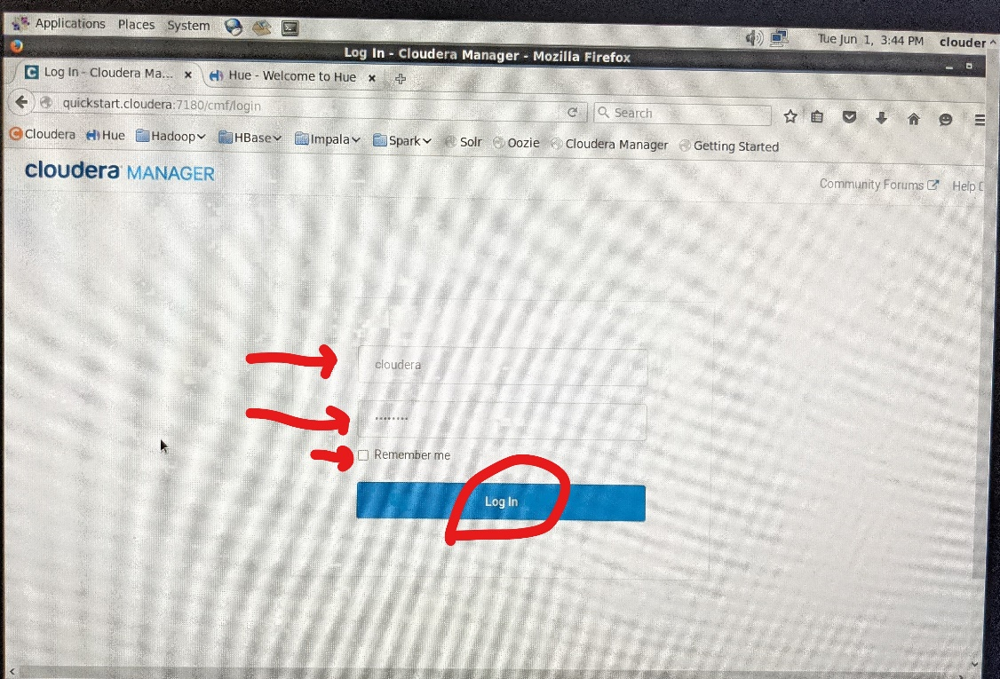 Applications Places System Tue Jun 1, 3:44 PM clouder
Log In - Cloudera Manager - Mozilla Firefox
Log In - Cloudera Ma... × Hue - Welcome to Hue ×
quickstart.cloudera:7180/cmf/login Search
Cloudera Hue Hadoop HBase Impala Spark Solr Oozie Cloudera Manager Getting Started
cloudera MANAGER
Community Forums Help
cloudera
••••••••
Remember me
Log In